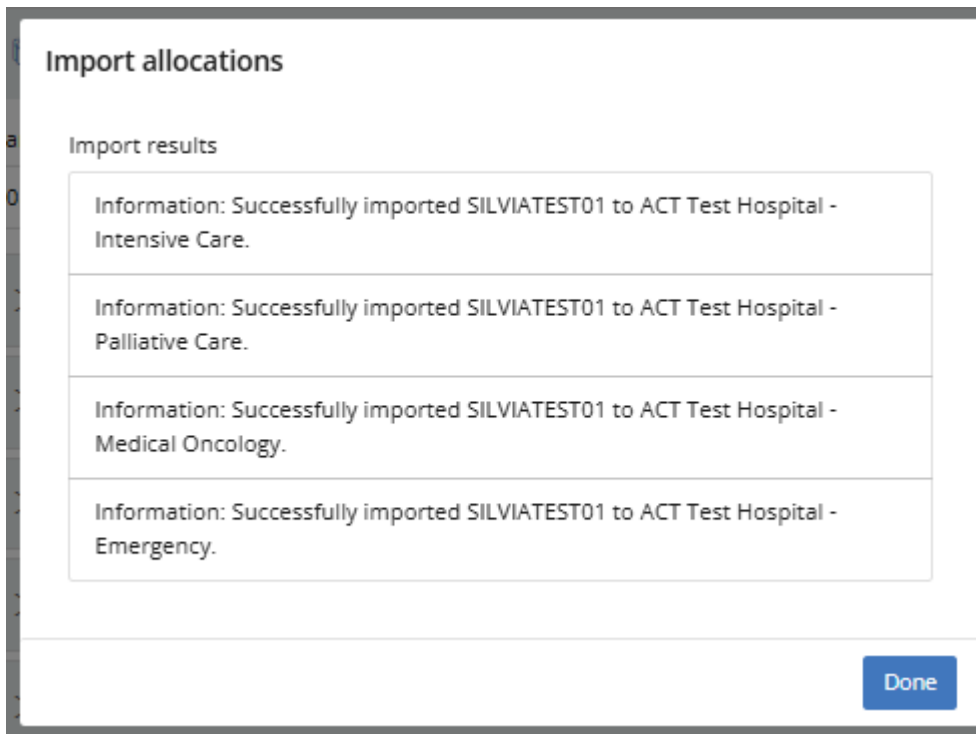 Import allocations
a
Import results
0
Information: Successfully imported SILVIATEST01 to ACT Test Hospital -
Intensive Care.
Information: Successfully imported SILVIATEST01 to ACT Test Hospital -
Palliative Care.
Information: Successfully imported SILVIATEST01 to ACT Test Hospital -
Medical Oncology.
Information: Successfully imported SILVIATEST01 to ACT Test Hospital -
Emergency.
Done